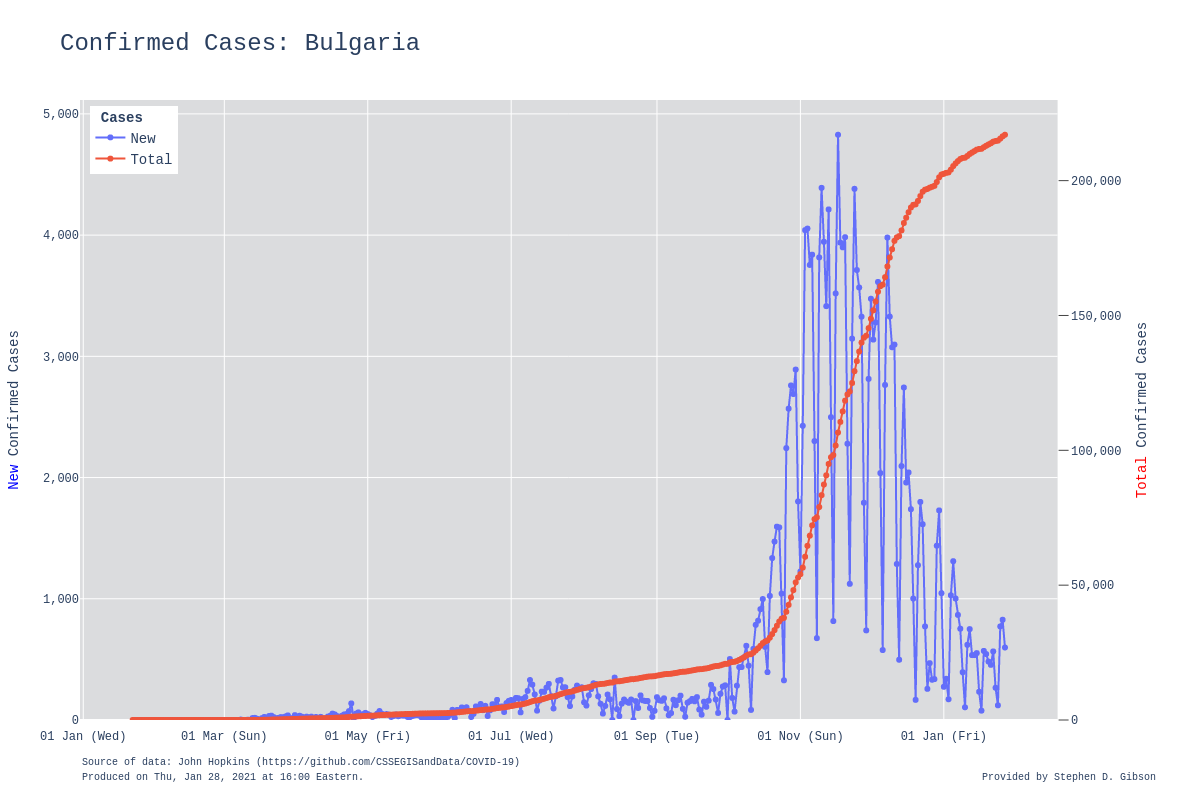 Confirmed Cases: Bulgaria
Cases
New
Total
5,000
4,000
3,000
2,000
1,000
0
200,000
150,000
100,000
50,000
0
New Confirmed Cases
Total Confirmed Cases
01 Jan (Wed) 01 Mar (Sun) 01 May (Fri) 01 Jul (Wed) 01 Sep (Tue) 01 Nov (Sun) 01 Jan (Fri)
Source of data: John Hopkins (https://github.com/CSSEGISandData/COVID-19)
Produced on Thu, Jan 28, 2021 at 16:00 Eastern.
Provided by Stephen D. Gibson